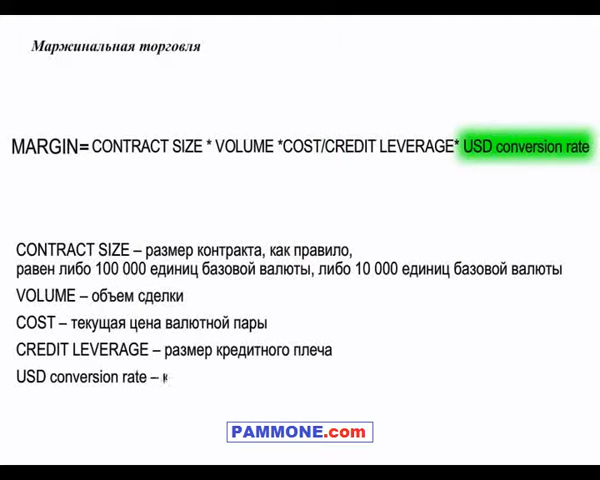 Маржинальная торговля
MARGIN= CONTRACT SIZE * VOLUME *COST/CREDIT LEVERAGE* USD conversion rate
CONTRACT SIZE – размер контракта, как правило,
равен либо 100 000 единиц базовой валюты, либо 10 000 единиц базовой валюты
VOLUME – объем сделки
COST – текущая цена валютной пары
CREDIT LEVERAGE – размер кредитного плеча
USD conversion rate –
PAMMONE.com